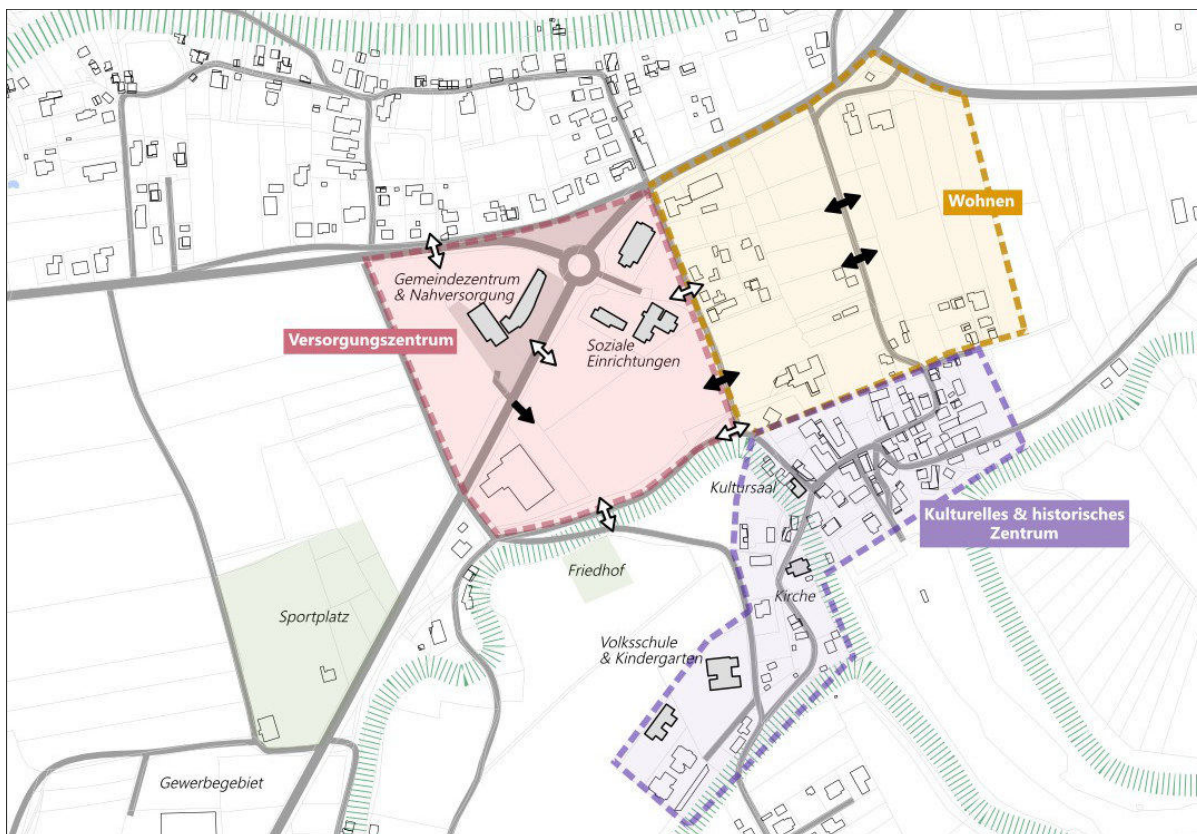 Wohnen
Gemeindezentrum
& Nahversorgung
Versorgungszentrum
Soziale
Einrichtungen
Kultursaal
Kulturelles & historisches
Zentrum
Friedhof
Kirche
Sportplatz
Volksschule
& Kindergarten
Gewerbegebiet